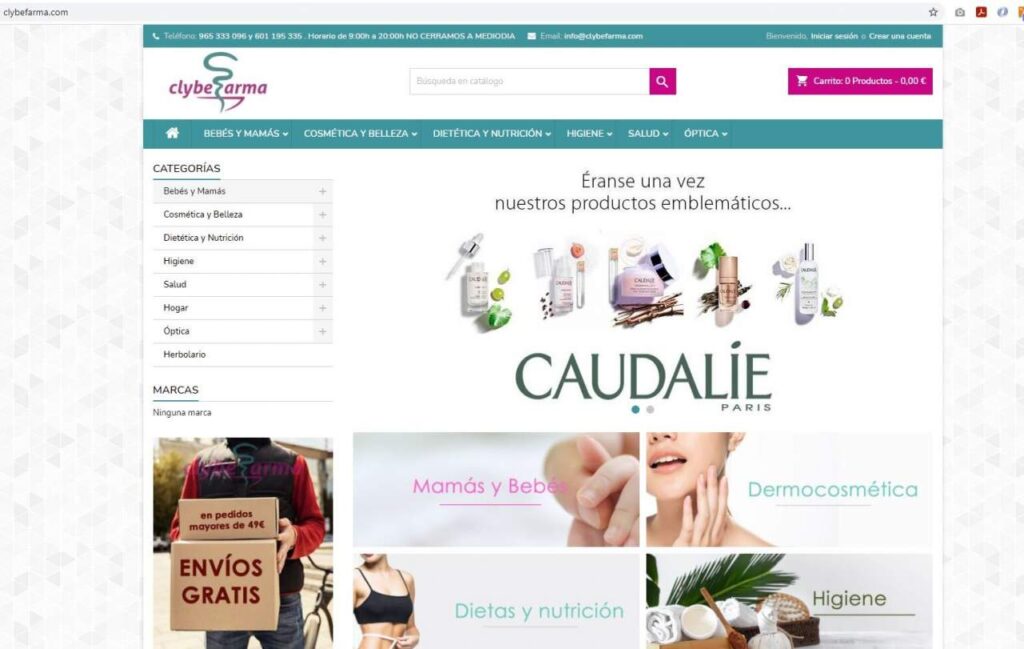 clybefarma.com
Teléfono: 965 333 096 y 601 195 335 . Horario de 9:00h a 20:00h NO CERRAMOS A MEDIODIA
Email: info@clybefarma.com
Bienvenido, Iniciar sesión o Crear una cuenta
clybefarma
Búsqueda en catálogo
Carrito: 0 Productos - 0,00 €
BEBÉS Y MAMÁS
COSMÉTICA Y BELLEZA
DIETÉTICA Y NUTRICIÓN
HIGIENE
SALUD
ÓPTICA
CATEGORÍAS
Bebés y Mamás
Cosmética y Belleza
Dietética y Nutrición
Higiene
Salud
Hogar
Óptica
Herbolario
MARCAS
Ninguna marca
Éranse una vez
nuestros productos emblemáticos...
CAUDALIE
CAUDALIE
CAUDALIE
CAUDALIE
CAUDALÍE
PARIS
clybefarma
en pedidos
mayores de 49€
ENVÍOS
GRATIS
Mamás y Bebés
Dermocosmética
Dietas y nutrición
Higiene